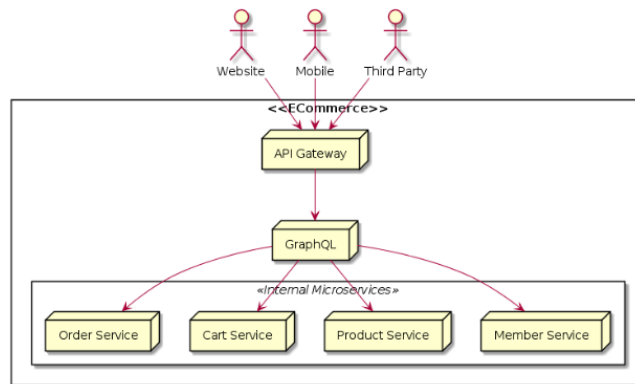 Website
Mobile
Third Party
<<ECommerce>>
API Gateway
GraphQL
«Internal Microservices»
Order Service
Cart Service
Product Service
Member Service